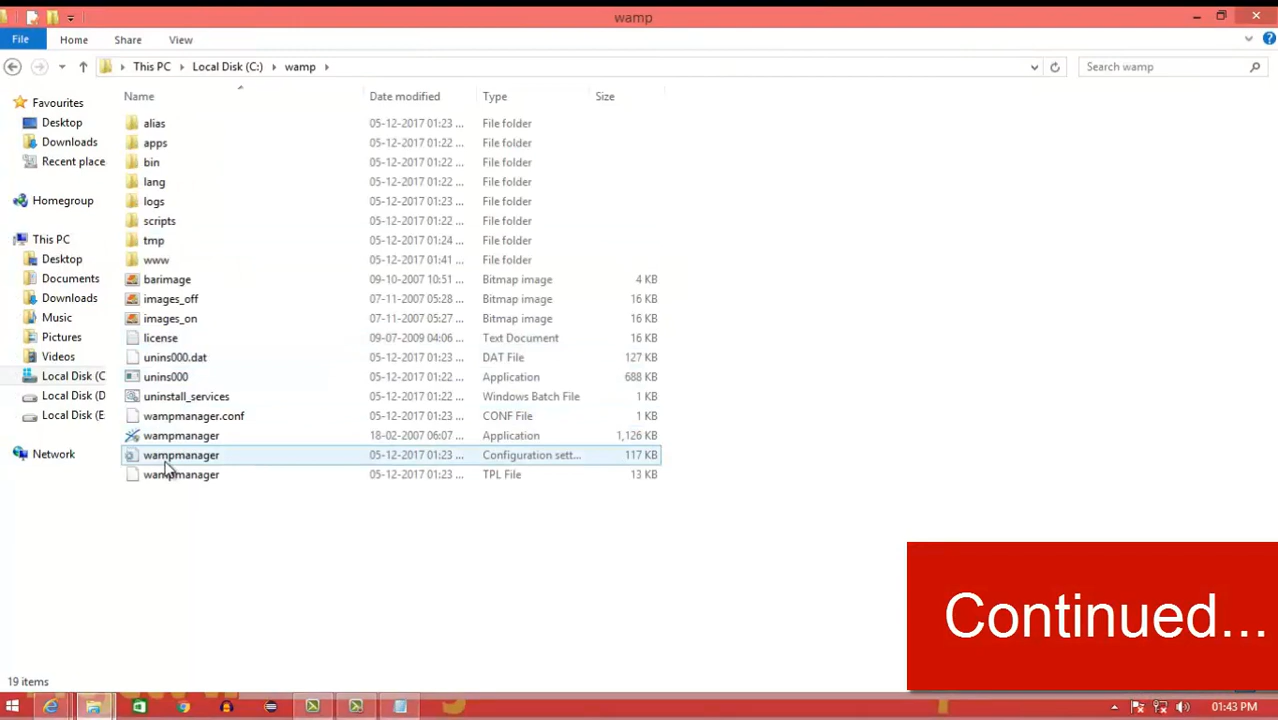 wamp
File Home Share View
This PC Local Disk (C:) wamp Search wamp
Name Date modified Type Size
Favourites
Desktop
Downloads
Recent place
Homegroup
This PC
Desktop
Documents
Downloads
Music
Pictures
Videos
Local Disk (C
Local Disk (D
Local Disk (E
Network
alias 05-12-2017 01:23 ... File folder
apps 05-12-2017 01:22 ... File folder
bin 05-12-2017 01:22 ... File folder
lang 05-12-2017 01:22 ... File folder
logs 05-12-2017 01:23 ... File folder
scripts 05-12-2017 01:22 ... File folder
tmp 05-12-2017 01:24 ... File folder
www 05-12-2017 01:41 ... File folder
barimage 09-10-2007 10:51 ... Bitmap image 4 KB
images_off 07-11-2007 05:28 ... Bitmap image 16 KB
images_on 07-11-2007 05:27 ... Bitmap image 16 KB
license 09-07-2009 04:06 ... Text Document 1 KB
unins000.dat 05-12-2017 01:23 ... DAT File 127 KB
unins000 05-12-2017 01:22 ... Application 688 KB
uninstall_services 05-12-2017 01:22 ... Windows Batch File 1 KB
wampmanager.conf 05-12-2017 01:23 ... CONF File 1 KB
wampmanager 18-02-2007 06:07 ... Application 1,126 KB
wampmanager 05-12-2017 01:23 ... Configuration sett... 117 KB
wampmanager 05-12-2017 01:23 ... TPL File 13 KB
Continued...
19 items
01:43 PM